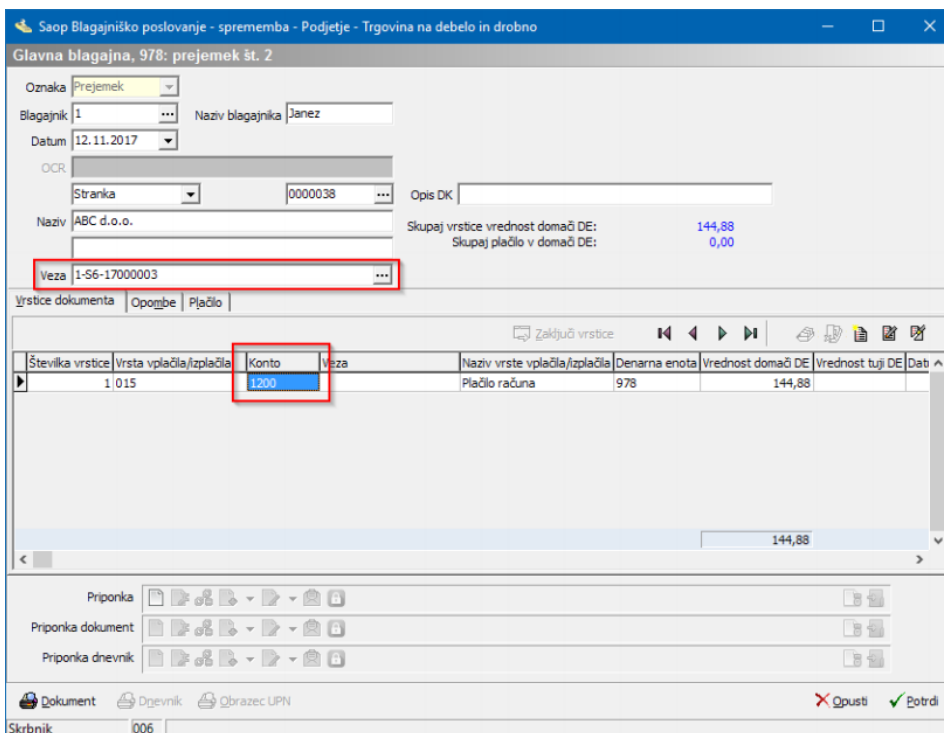 Saop Blagajniško poslovanje - sprememba - Podjetje - Trgovina na debelo in drobno
Glavna blagajna, 978: prejemek št. 2
Oznaka Prejemek
Blagajnik 1 ... Naziv blagajnika Janez
Datum 12.11.2017
OCR
Stranka 0000038 ... Opis DK
Naziv ABC d.o.o.
Skupaj vrstice vrednost domači DE: 144,88
Skupaj plačilo v domači DE: 0,00
Veza 1-S6-17000003 ...
Vrstice dokumenta Opombe Plačilo
Zaključi vrstice
Številka vrstice Vrsta vplačila/izplačila Konto Veza Naziv vrste vplačila/izplačila Denarna enota Vrednost domači DE Vrednost tuji DE Dat
1 015 1200 Plačilo računa 978 144,88
144,88
Priponka
Priponka dokument
Priponka dnevnik
Dokument Dnevnik Obrazec UPN Opusti Potrdi
Skrbnik 006